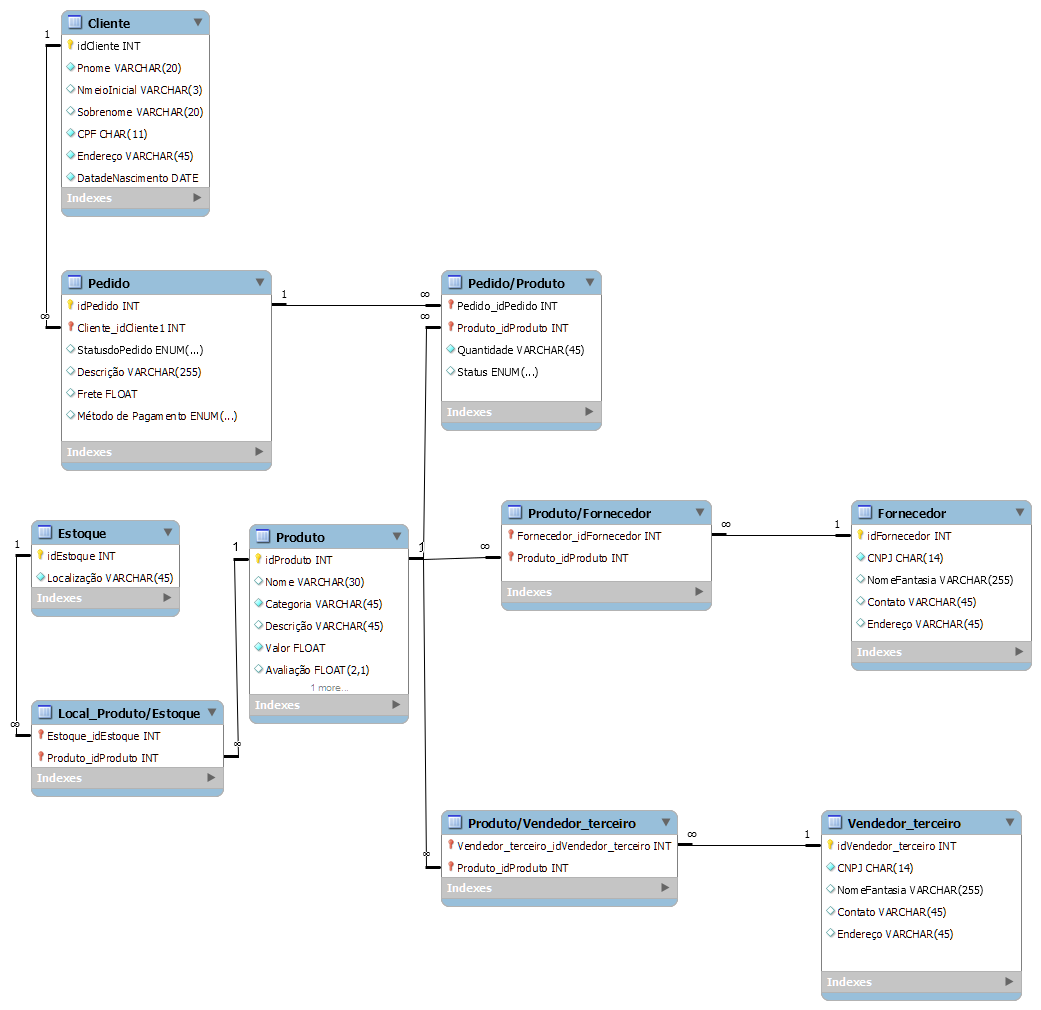 Cliente
1
idCliente INT
Pnome VARCHAR(20)
NmeioInicial VARCHAR(3)
Sobrenome VARCHAR(20)
CPF CHAR(11)
Endereço VARCHAR(45)
DatadeNascimento DATE
Indexes
∞
Pedido
idPedido INT
Cliente_idCliente1 INT
StatusdoPedido ENUM(...)
Descrição VARCHAR(255)
Frete FLOAT
Método de Pagamento ENUM(...)
Indexes
1
∞
∞
Pedido/Produto
Pedido_idPedido INT
Produto_idProduto INT
Quantidade VARCHAR(45)
Status ENUM(...)
Indexes
1
Estoque
idEstoque INT
Localização VARCHAR(45)
Indexes
1
Produto
idProduto INT
Nome VARCHAR(30)
Categoria VARCHAR(45)
Descrição VARCHAR(45)
Valor FLOAT
Avaliação FLOAT(2,1)
1 more...
Indexes
1
∞
Produto/Fornecedor
Fornecedor_idFornecedor INT
Produto_idProduto INT
Indexes
∞
1
Fornecedor
idFornecedor INT
CNPJ CHAR(14)
NomeFantasia VARCHAR(255)
Contato VARCHAR(45)
Endereço VARCHAR(45)
Indexes
∞
Local_Produto/Estoque
Estoque_idEstoque INT
Produto_idProduto INT
Indexes
∞
∞
Produto/Vendedor_terceiro
Vendedor_terceiro_idVendedor_terceiro INT
Produto_idProduto INT
Indexes
∞
1
Vendedor_terceiro
idVendedor_terceiro INT
CNPJ CHAR(14)
NomeFantasia VARCHAR(255)
Contato VARCHAR(45)
Endereço VARCHAR(45)
Indexes